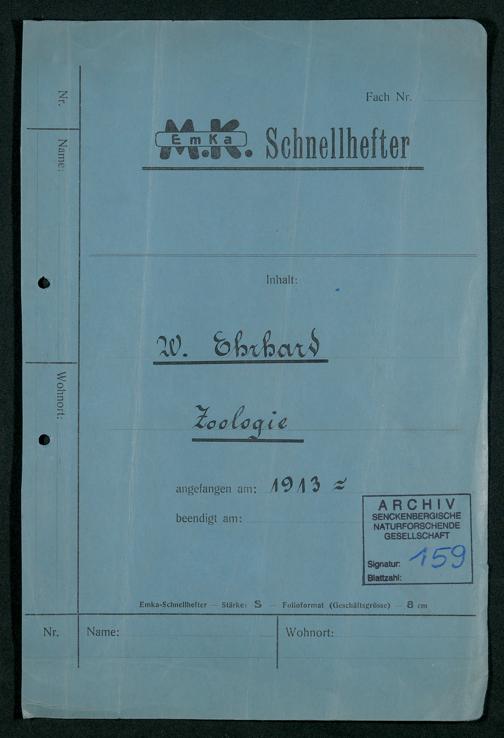 Fach Nr.
M.K. EmKa Schnellhefter
Inhalt:
W. Ehrhard
Zoologie
angefangen am: 1913 =
beendigt am:
ARCHIV
SENCKENBERGISCHE
NATURFORSCHENDE
GESELLSCHAFT
Signatur: 159
Blattzahl:
Emka-Schnellhefter — Stärke: S — Folioformat (Geschäftsgrösse) — 8 cm
Nr. Name: Wohnort:
Nr.
Name:
Wohnort: